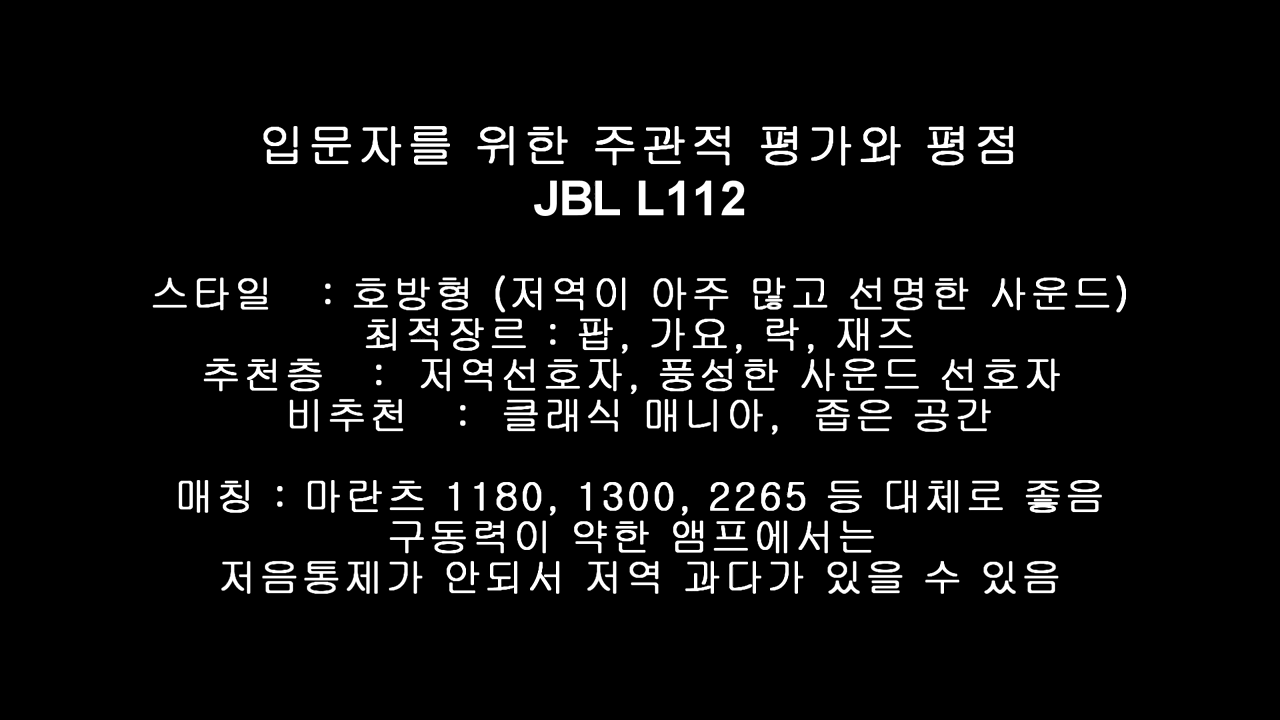 입문자를 위한 주관적 평가와 평점
JBL L112
스타일 : 호방형 (저역이 아주 많고 선명한 사운드)
최적장르 : 팝, 가요, 락, 재즈
추천층 : 저역선호자, 풍성한 사운드 선호자
비추천 : 클래식 매니아, 좁은 공간
매칭 : 마란츠 1180, 1300, 2265 등 대체로 좋음
구동력이 약한 앰프에서는
저음통제가 안되서 저역 과다가 있을 수 있음